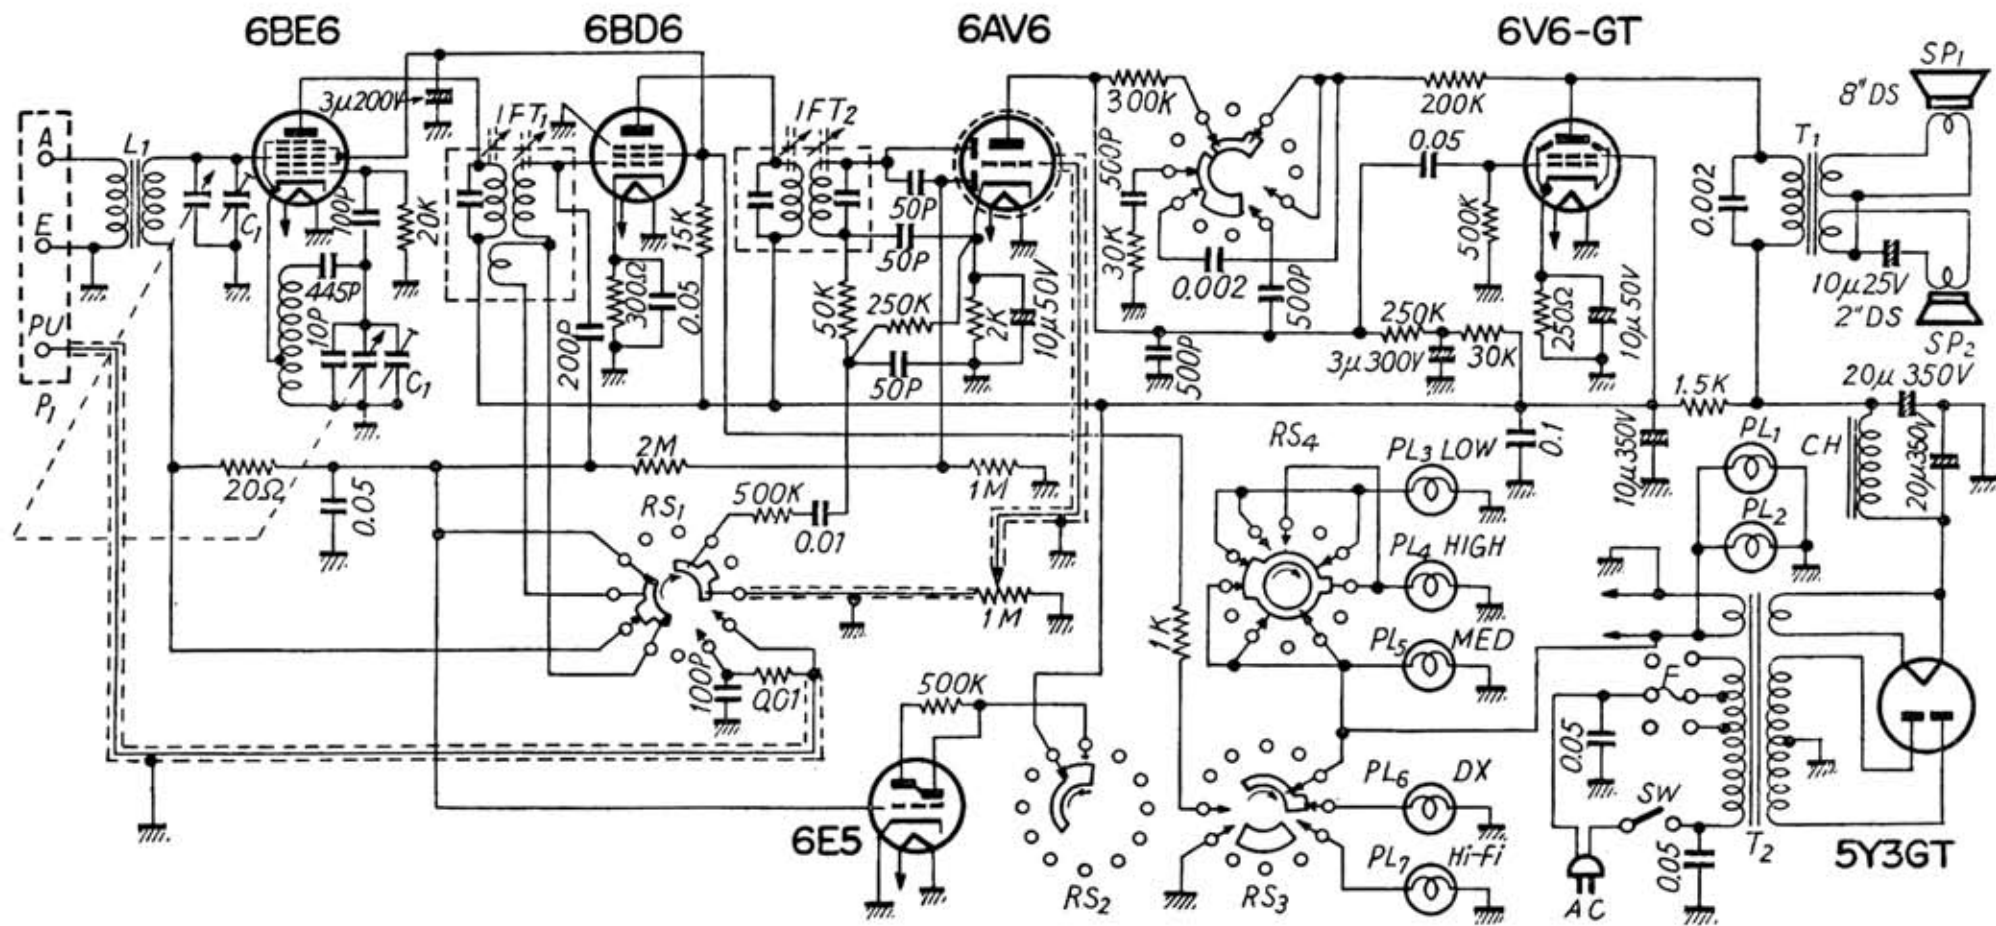 6BE6
6BD6
6AV6
6V6-GT
SP1
8"DS
3μ200V
IFT1
IFT2
300K
200K
A
L1
T1
0.05
500P
C1
100P
20K
15K
50P
50P
0.002
500K
E
30K
0.002
500P
10μ25V
2"DS
SP2
445P
10P
300Ω
0.05
50K
250K
2K
10μ50V
250K
250Ω
10μ50V
PU
C1
200P
50P
500P
3μ300V
30K
1.5K
20μ350V
P1
RS4
PL3 LOW
0.1
10μ350V
PL1
CH
20μ350V
2M
20Ω
0.05
500K
1M
RS1
0.01
PL4 HIGH
PL2
1M
1K
PL5 MED
100P
0.01
500K
F
0.05
PL6 DX
SW
6E5
RS2
RS3
PL7 Hi-Fi
AC
0.05
T2
5Y3GT